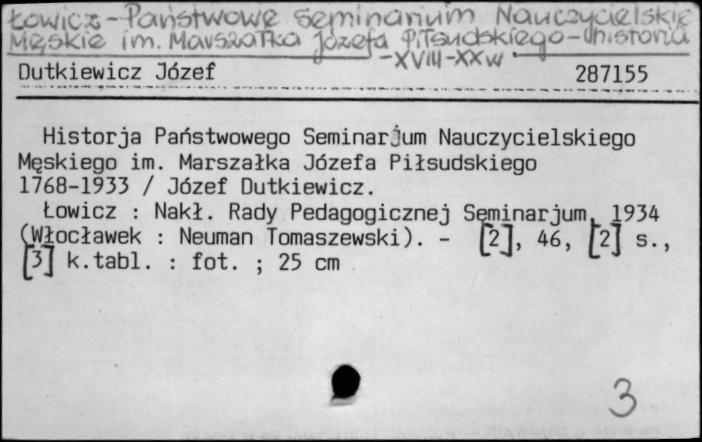 Łowicz-Państwowe Seminarium Nauczycielskie
Męskie im. Marszałka Józefa Piłsudskiego-historia
-XVIII-XXw
Dutkiewicz Józef 287155
Historja Państwowego Seminarjum Nauczycielskiego
Męskiego im. Marszałka Józefa Piłsudskiego
1768-1933 / Józef Dutkiewicz.
Łowicz : Nakł. Rady Pedagogicznej Seminarjum, 1934
(Włocławek : Neuman Tomaszewski). - [2], 46, [2] s.,
[3] k.tabl. : fot. ; 25 cm
3